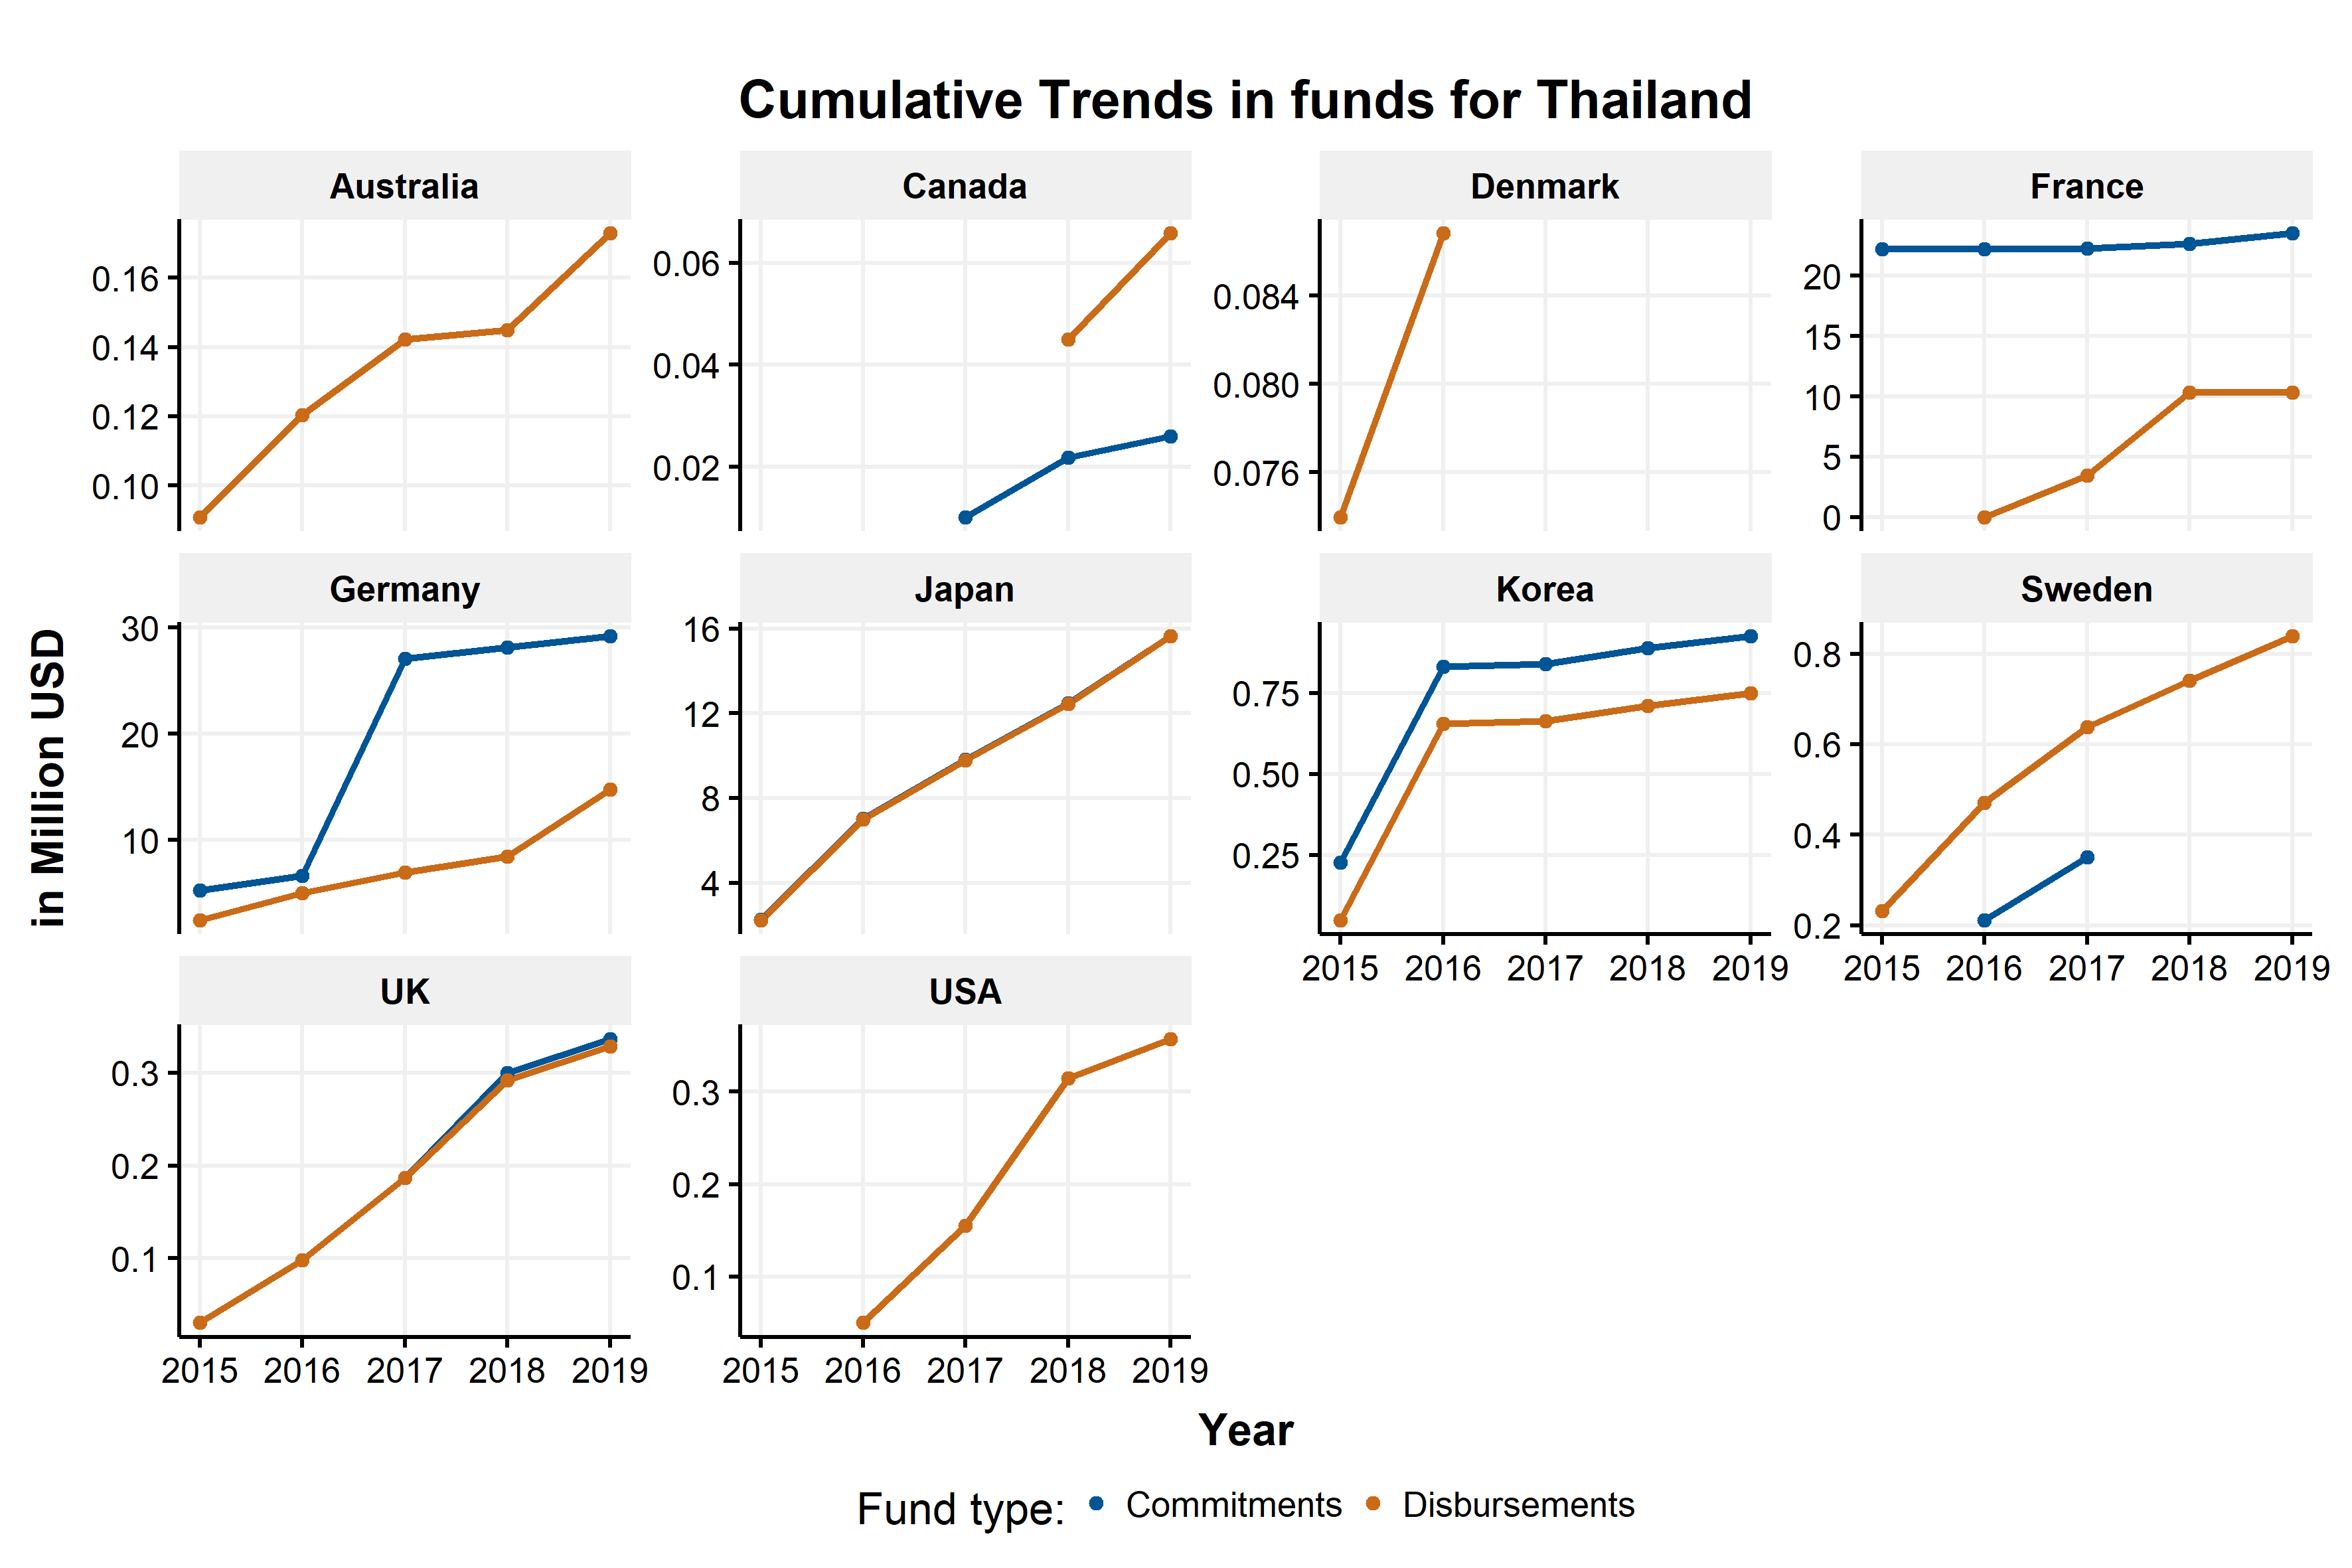 Cumulative Trends in funds for Thailand
Australia
Canada
Denmark
France
0.16
0.14
0.12
0.10
0.06
0.04
0.02
0.084
0.080
0.076
20
15
10
5
0
Germany
Japan
Korea
Sweden
30
20
10
16
12
8
4
0.75
0.50
0.25
0.8
0.6
0.4
0.2
2015 2016 2017 2018 2019
2015 2016 2017 2018 2019
UK
USA
0.3
0.2
0.1
0.3
0.2
0.1
2015 2016 2017 2018 2019
2015 2016 2017 2018 2019
in Million USD
Year
Fund type: Commitments Disbursements